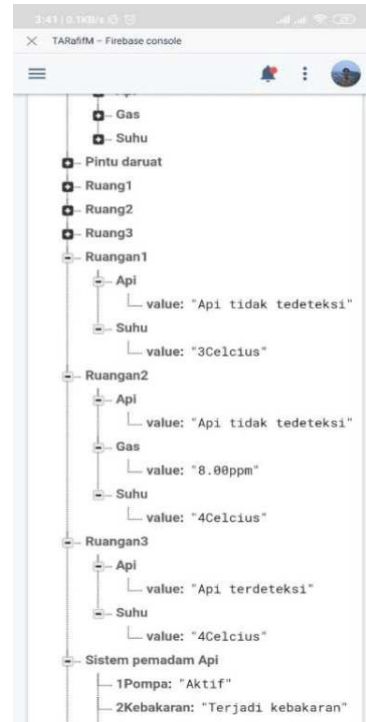 3:41 | 0.1KB/s
TARafifM – Firebase console
Gas
Suhu
Pintu daruat
Ruang1
Ruang2
Ruang3
Ruangan1
Api
value: "Api tidak tedeteksi"
Suhu
value: "3Celcius"
Ruangan2
Api
value: "Api tidak tedeteksi"
Gas
value: "8.00ppm"
Suhu
value: "4Celcius"
Ruangan3
Api
value: "Api terdeteksi"
Suhu
value: "4Celcius"
Sistem pemadam Api
1Pompa: "Aktif"
2Kebakaran: "Terjadi kebakaran"